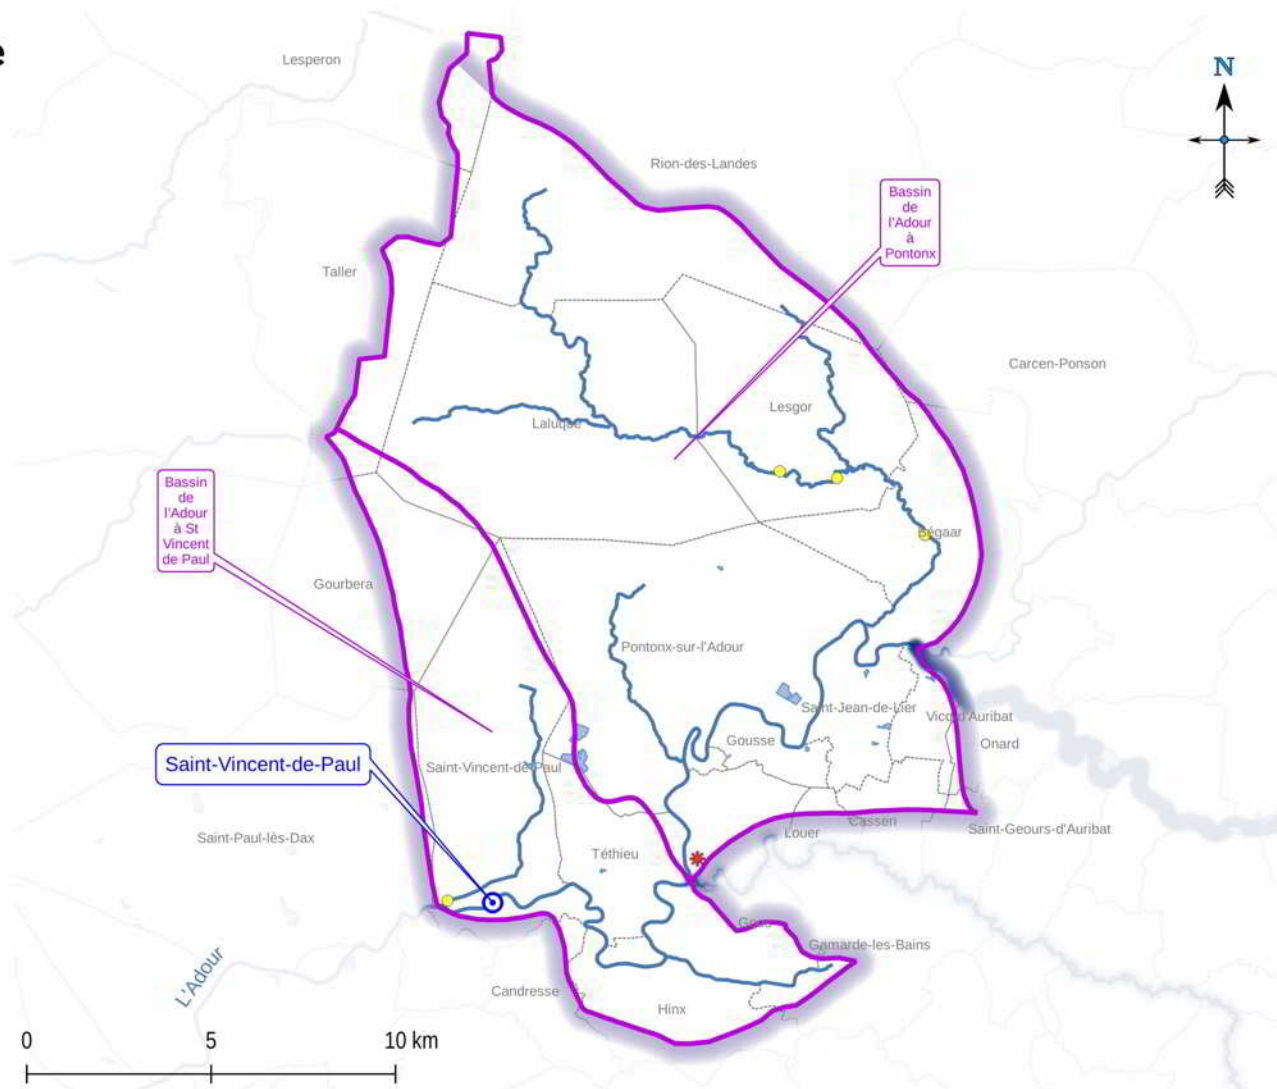 e
Lesperon
N
Rion-des-Landes
Bassin
de
l'Adour
à
Pontonx
Taller
Carcen-Ponson
Lesgor
Laluque
Bassin
de
l'Adour
à St
Vincent
de Paul
Bégaar
Gourbera
Pontonx-sur-l'Adour
Saint-Jean-de-Lier
Vicq-d'Auribat
Gousse
Onard
Saint-Vincent-de-Paul
Saint-Vincent-de-Paul
Cassen
Saint-Geours-d'Auribat
Louer
Saint-Paul-lès-Dax
Téthieu
Goos
Gamarde-les-Bains
L'Adour
Candresse
Hinx
0 5 10 km